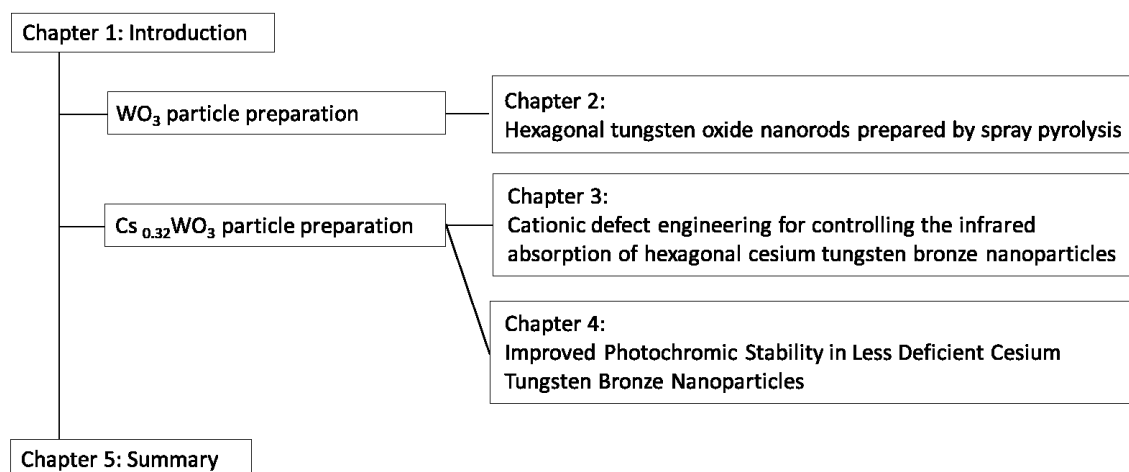 Chapter 1: Introduction
WO₃ particle preparation
Chapter 2:
Hexagonal tungsten oxide nanorods prepared by spray pyrolysis
Cs ₀.₃₂WO₃ particle preparation
Chapter 3:
Cationic defect engineering for controlling the infrared
absorption of hexagonal cesium tungsten bronze nanoparticles
Chapter 4:
Improved Photochromic Stability in Less Deficient Cesium
Tungsten Bronze Nanoparticles
Chapter 5: Summary